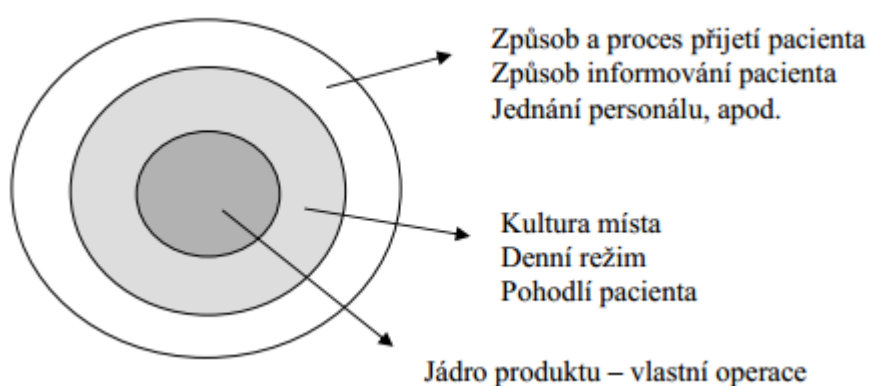 Způsob a proces přijetí pacienta
Způsob informování pacienta
Jednání personálu, apod.
Kultura místa
Denní režim
Pohodlí pacienta
Jádro produktu – vlastní operace